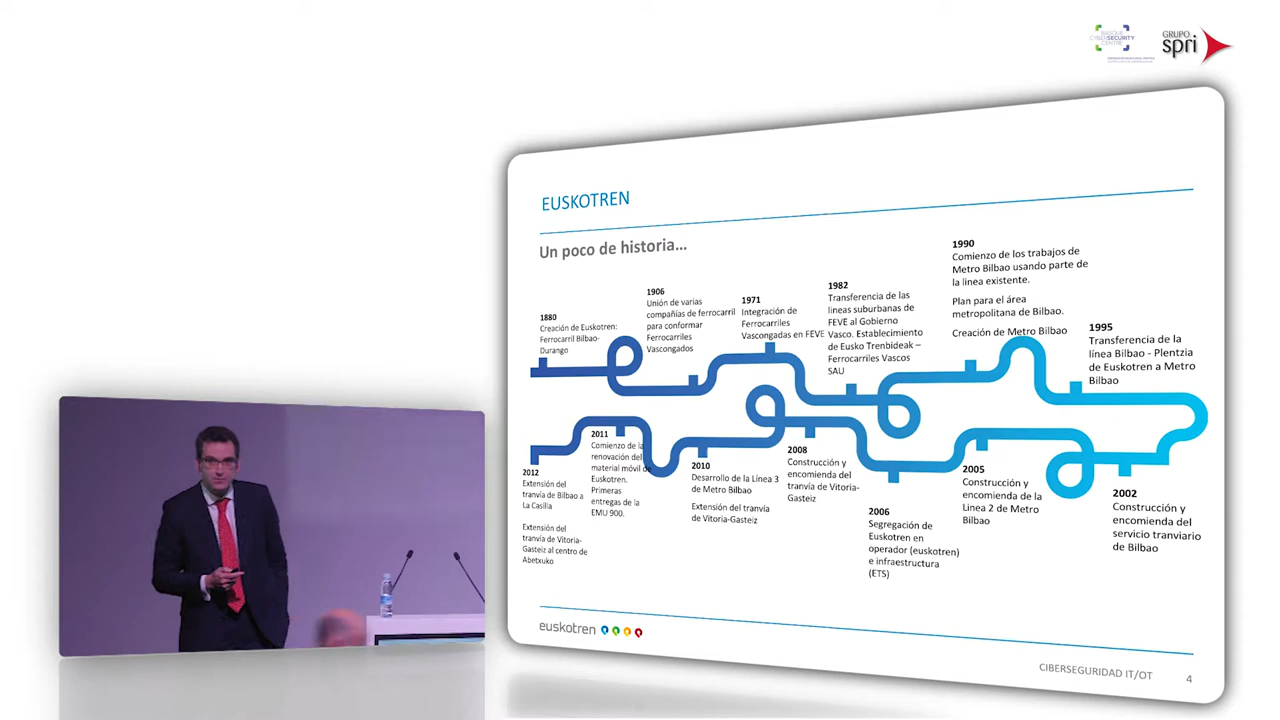 BASQUE
CYBERSECURITY
CENTRE
GRUPO
spri
EUSKOTREN
Un poco de historia...
1880
Creación de Euskotren:
Ferrocarril Bilbao-
Durango
1906
Unión de varias
compañías de ferrocarril
para conformar
Ferrocarriles
Vascongados
1971
Integración de
Ferrocarriles
Vascongadas en FEVE
1982
Transferencia de las
lineas suburbanas de
FEVE al Gobierno
Vasco. Establecimiento
de Eusko Trenbideak –
Ferrocarriles Vascos
SAU
1990
Comienzo de los trabajos de
Metro Bilbao usando parte de
la linea existente.
Plan para el área
metropolitana de Bilbao.
Creación de Metro Bilbao
1995
Transferencia de la
línea Bilbao - Plentzia
de Euskotren a Metro
Bilbao
2012
Extensión del
tranvía de Bilbao a
La Casilla
Extensión del
tranvía de Vitoria-
Gasteiz al centro de
Abetxuko
2011
Comienzo de la
renovación del
material móvil de
Euskotren.
Primeras
entregas de la
EMU 900.
2010
Desarrollo de la Línea 3
de Metro Bilbao
Extensión del tranvía
de Vitoria-Gasteiz
2008
Construcción y
encomienda del
tranvía de Vitoria-
Gasteiz
2006
Segregación de
Euskotren en
operador (euskotren)
e infraestructura
(ETS)
2005
Construcción y
encomienda de la
Linea 2 de Metro
Bilbao
2002
Construcción y
encomienda del
servicio tranviario
de Bilbao
euskotren
CIBERSEGURIDAD IT/OT
4